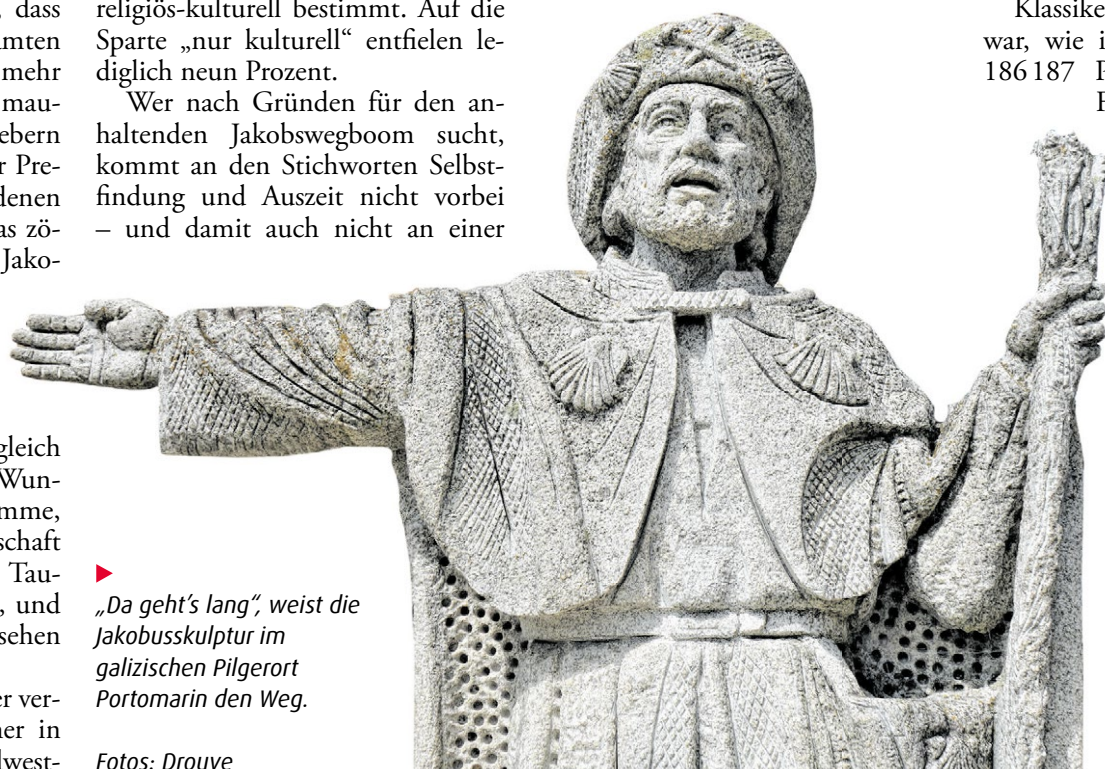 dass
amten
mehr
mau-
ebern
r Pre-
denen
as zö-
Jako-
gleich
Wun-
mme,
schaft
Tau-
, und
sehen
er ver-
ner in
lwest-
religiös-kulturell bestimmt. Auf die
Sparte „nur kulturell“ entfielen le-
diglich neun Prozent.
Wer nach Gründen für den an-
haltenden Jakobswegboom sucht,
kommt an den Stichworten Selbst-
findung und Auszeit nicht vorbei
– und damit auch nicht an einer
„Da geht’s lang“, weist die
Jakobusskulptur im
galizischen Pilgerort
Portomarin den Weg.
Fotos: Drouve
Klassike
war, wie i
186 187 P